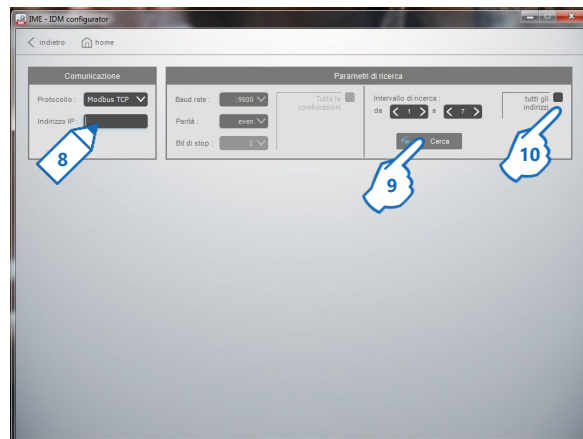 IME - IDM configurator
indietro home
Comunicazione
Protocollo : Modbus TCP
Indirizzo IP :
Parametri di ricerca
Baud rate : 19600
Parità : even
Bit di stop : 1
Tutte le
combinazioni
Intervallo di ricerca :
da 1 a 7
Cerca
tutti gli
indirizzi
8
9
10